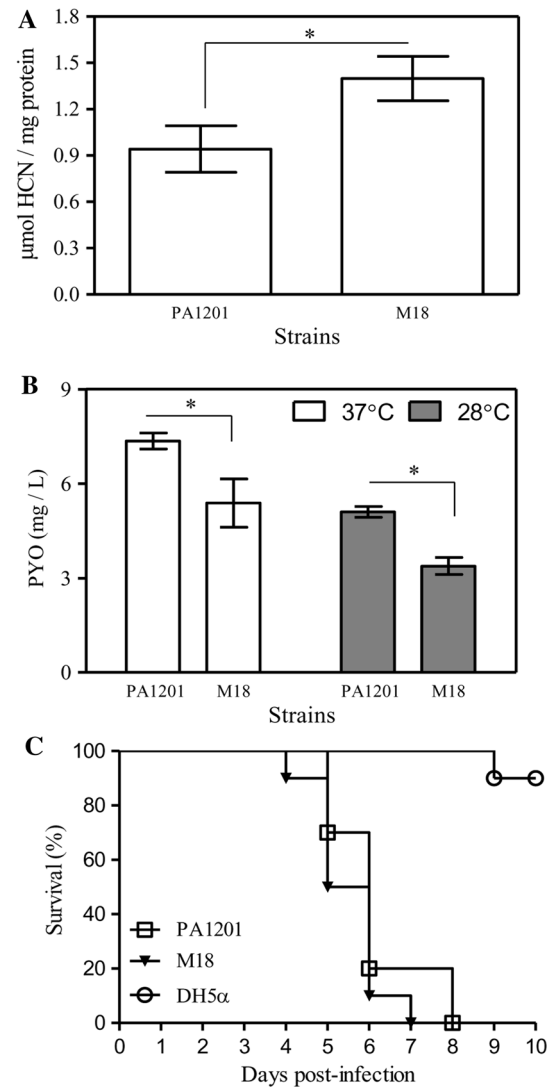 A
μmol HCN / mg protein
1.8
1.5
1.2
0.9
0.6
0.3
0.0
*
PA1201 M18
Strains
B
PYO (mg / L)
9
6
3
0
37°C 28°C
*
*
PA1201 M18 PA1201 M18
Strains
C
Survival (%)
100
80
60
40
20
0
PA1201
M18
DH5α
0 1 2 3 4 5 6 7 8 9 10
Days post-infection